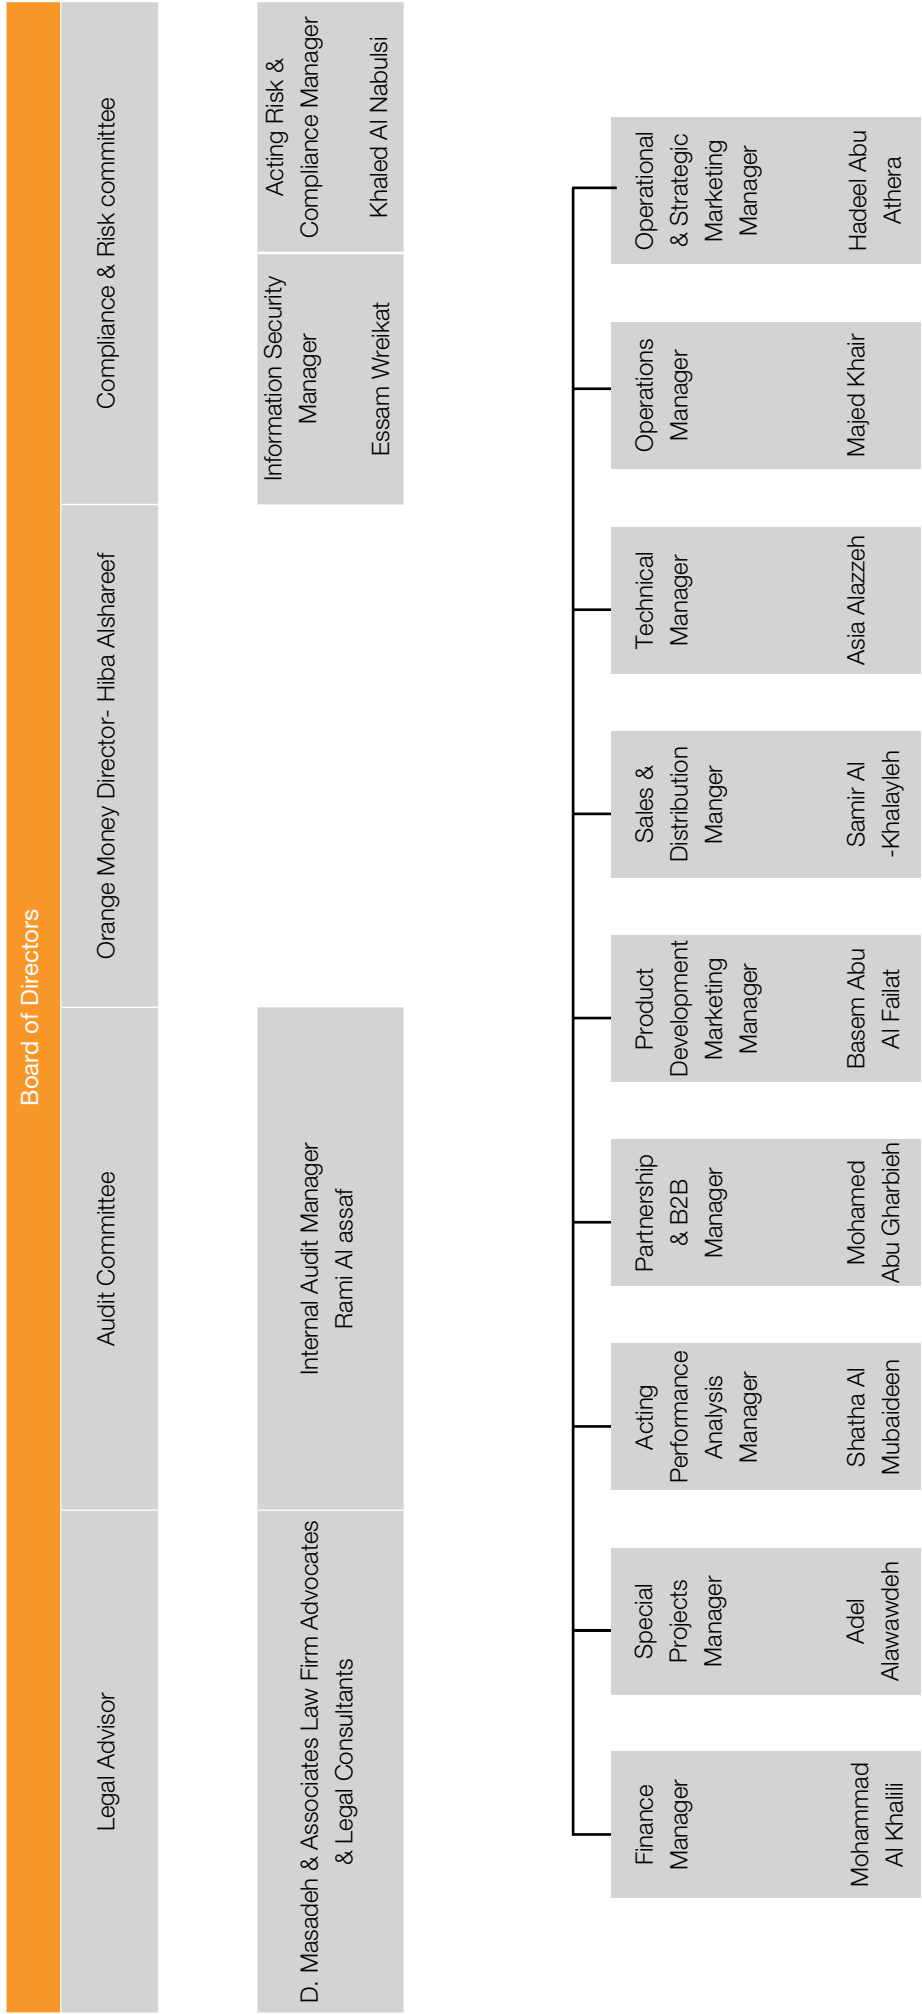 Board of Directors
Legal Advisor
Audit Committee
Orange Money Director- Hiba Alshareef
Compliance & Risk committee
D. Masadeh & Associates Law Firm Advocates
& Legal Consultants
Internal Audit Manager
Rami Al assaf
Information Security
Manager
Essam Wreikat
Acting Risk &
Compliance Manager
Khaled Al Nabulsi
Finance
Manager
Mohammad
Al Khalili
Special
Projects
Manager
Adel
Alawawdeh
Acting
Performance
Analysis
Manager
Shatha Al
Mubaideen
Partnership
& B2B
Manager
Mohamed
Abu Gharbieh
Product
Development
Marketing
Manager
Basem Abu
Al Failat
Sales &
Distribution
Manger
Samir Al
-Khalayleh
Technical
Manager
Asia Alazzeh
Operations
Manager
Majed Khair
Operational
& Strategic
Marketing
Manager
Hadeel Abu
Athera